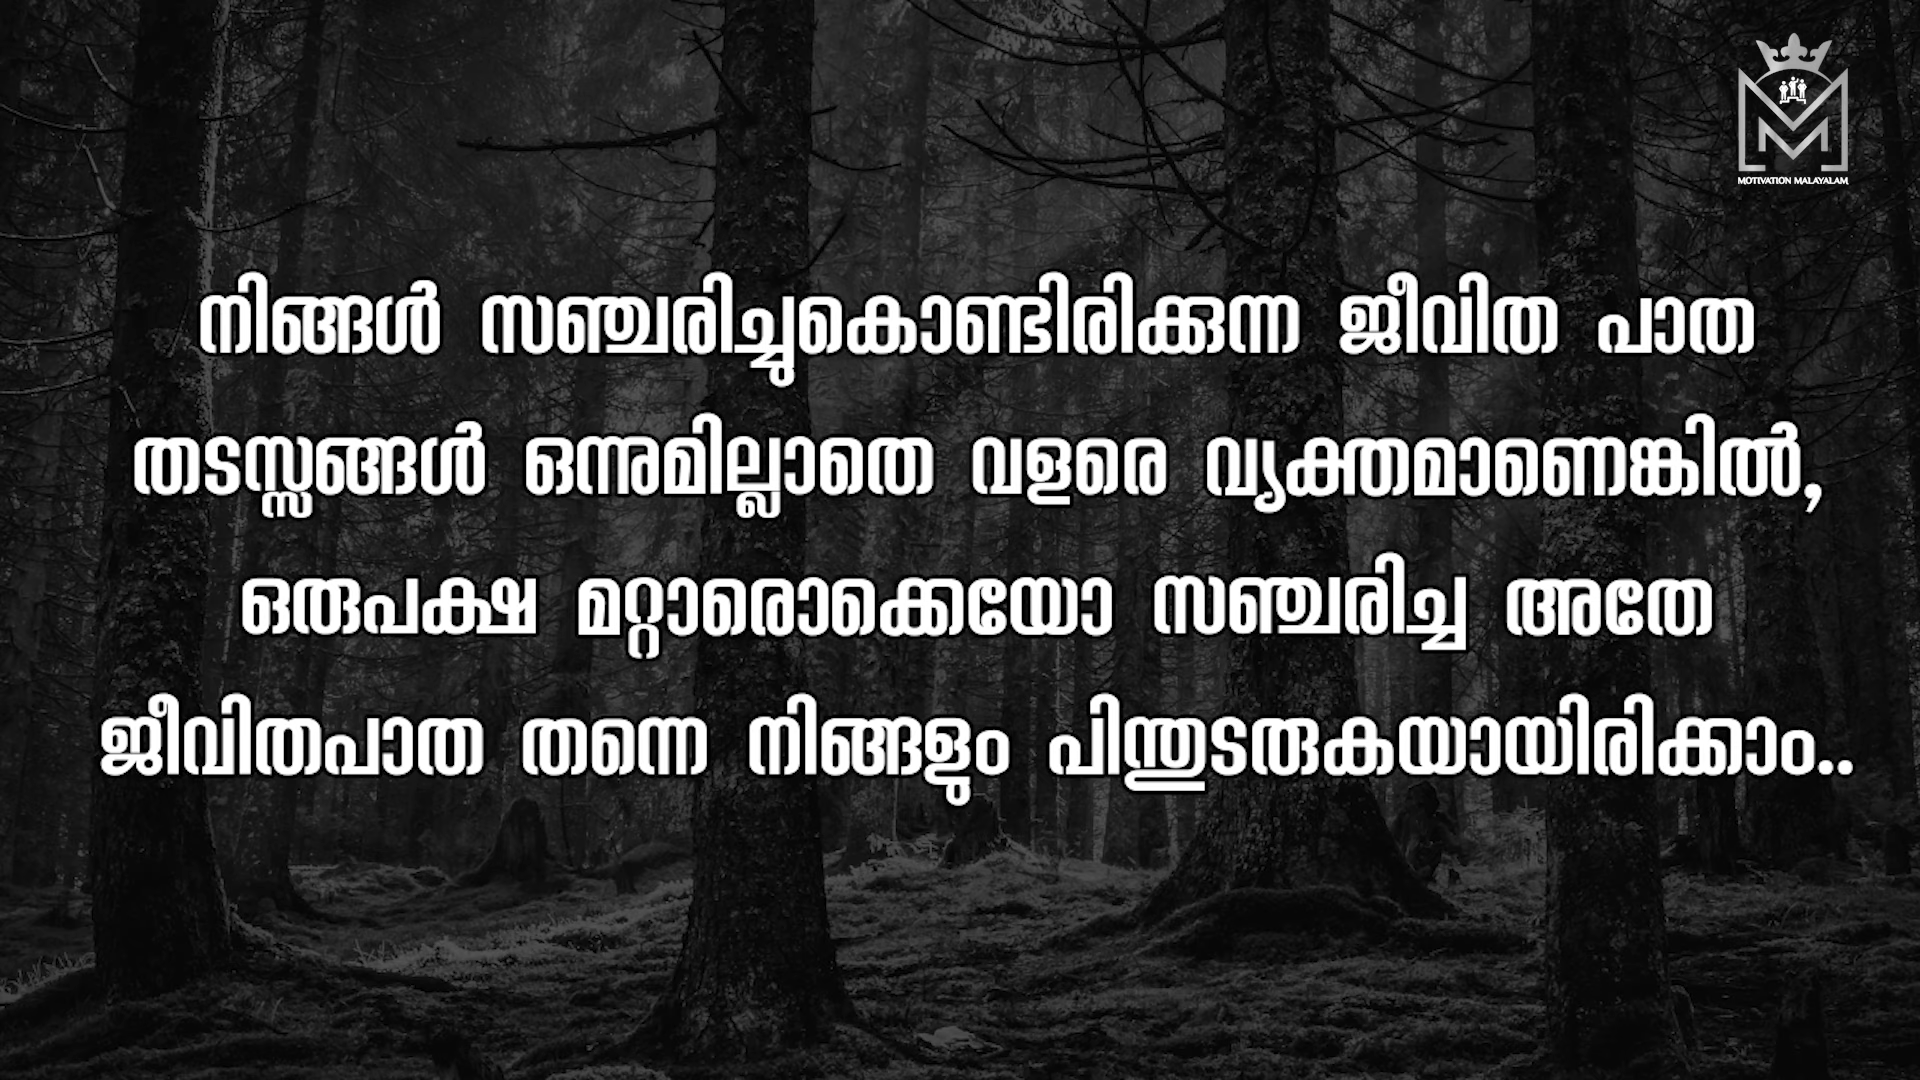 MOTIVATION MALAYALAM
നിങ്ങൾ സഞ്ചരിച്ചുകൊണ്ടിരിക്കുന്ന ജീവിത പാത
തടസ്സങ്ങൾ ഒന്നുമില്ലാതെ വളരെ വ്യക്തമാണെങ്കിൽ,
ഒരുപക്ഷ മറ്റാരൊക്കെയോ സഞ്ചരിച്ച അതേ
ജീവിതപാത തന്നെ നിങ്ങളും പിന്തുടരുകയായിരിക്കാം..